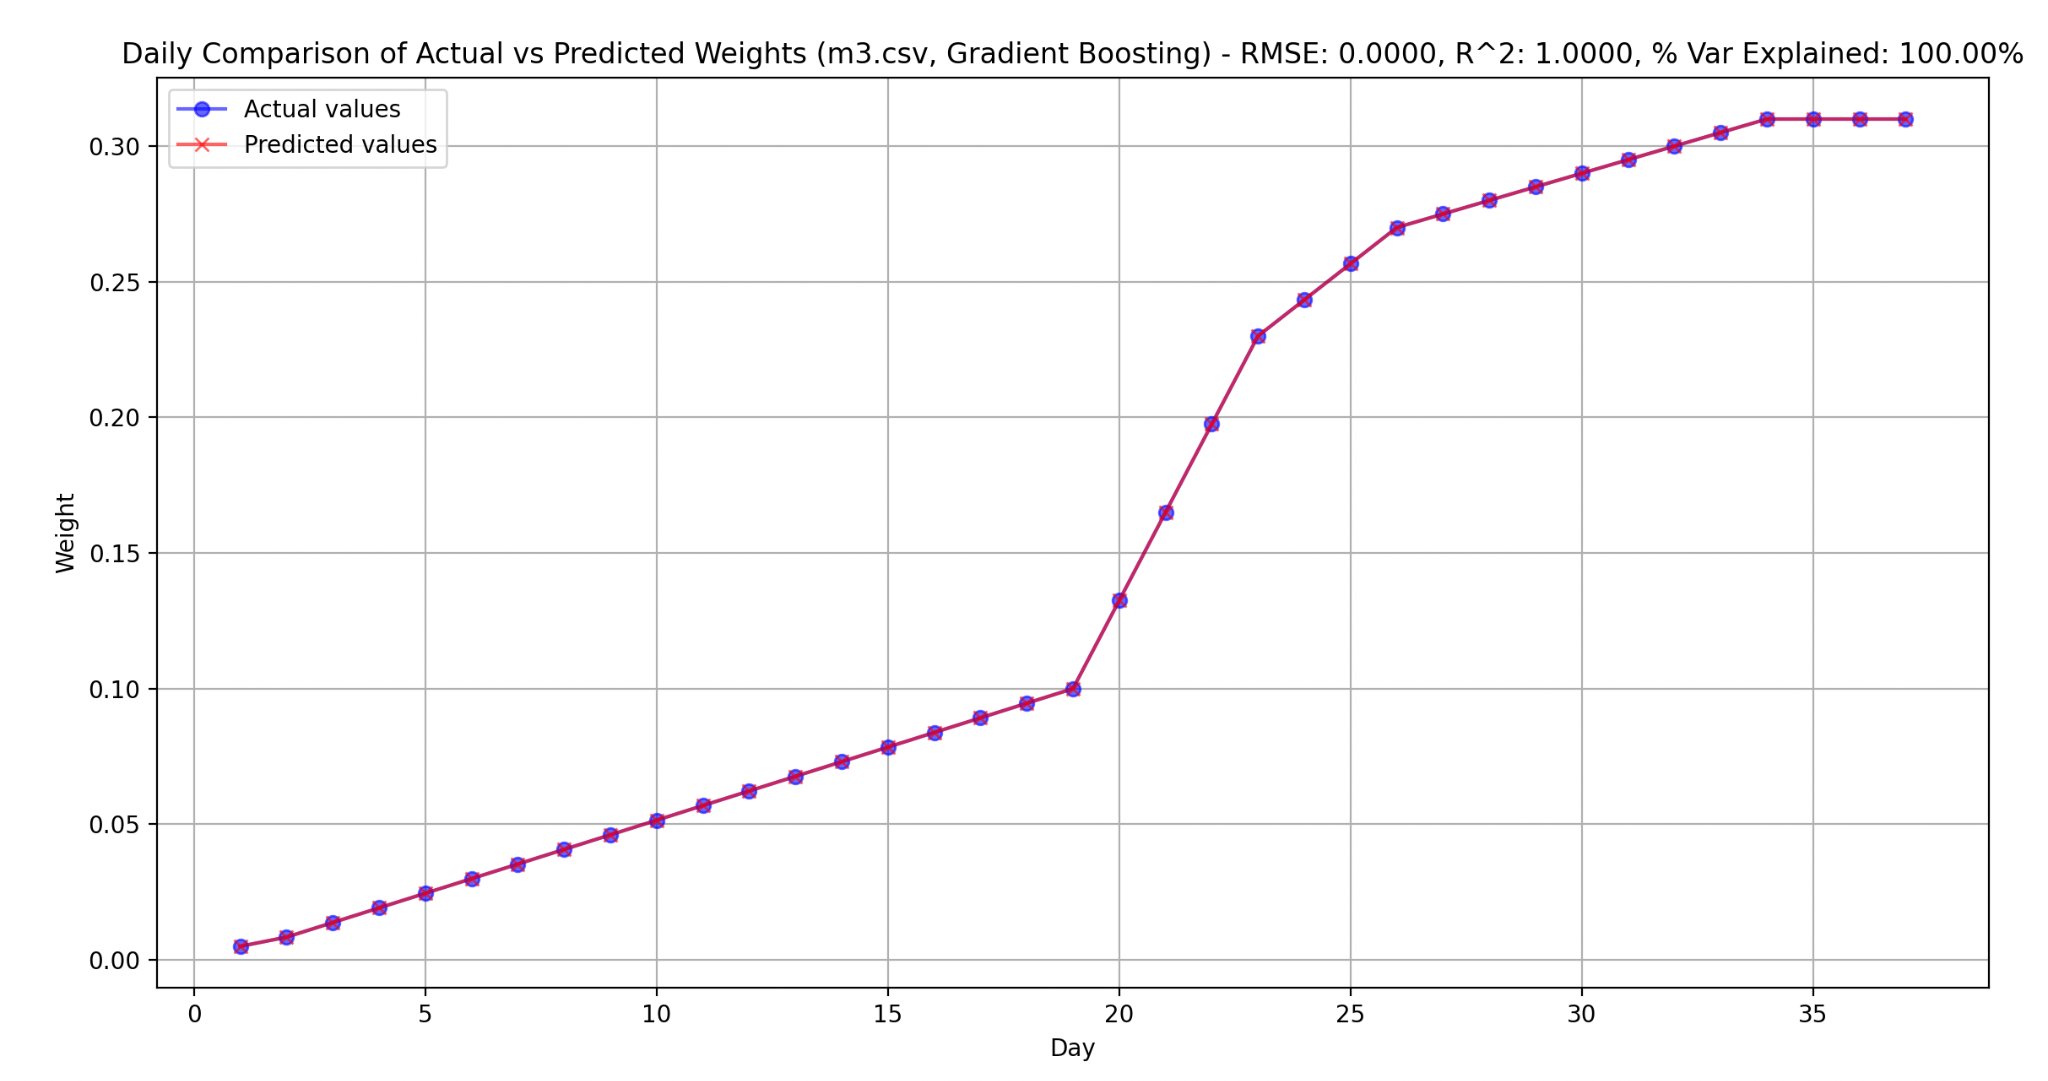 Daily Comparison of Actual vs Predicted Weights (m3.csv, Gradient Boosting) - RMSE: 0.0000, R^2: 1.0000, % Var Explained: 100.00%
Actual values
Predicted values
0.30
0.25
0.20
0.15
0.10
0.05
0.00
Weight
0 5 10 15 20 25 30 35
Day